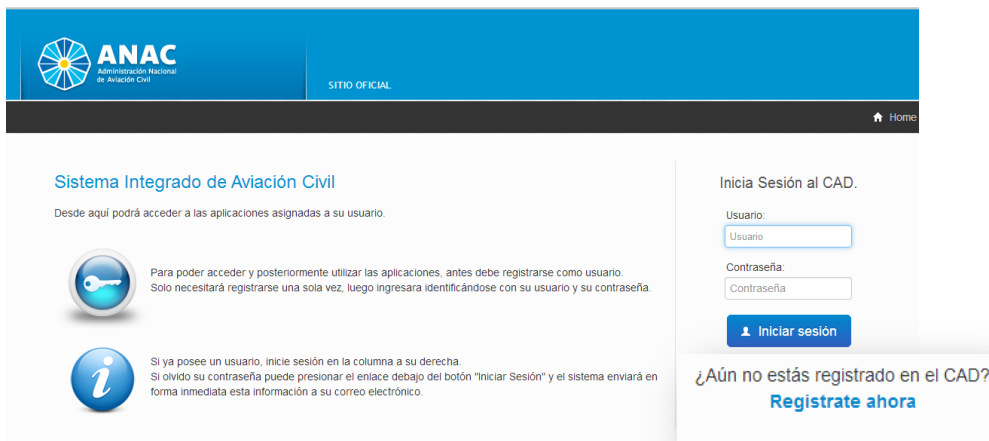 ANAC
Administración Nacional
de Aviación Civil
SITIO OFICIAL
Home
Sistema Integrado de Aviación Civil
Desde aquí podrá acceder a las aplicaciones asignadas a su usuario.
Para poder acceder y posteriormente utilizar las aplicaciones, antes debe registrarse como usuario.
Solo necesitará registrarse una sola vez, luego ingresara identificándose con su usuario y su contraseña.
Si ya posee un usuario, inicie sesión en la columna a su derecha.
Si olvido su contraseña puede presionar el enlace debajo del botón "Iniciar Sesión" y el sistema enviará en
forma inmediata esta información a su correo electrónico.
Inicia Sesión al CAD.
Usuario:
Usuario
Contraseña:
Contraseña
Iniciar sesión
¿Aún no estás registrado en el CAD?
Registrate ahora